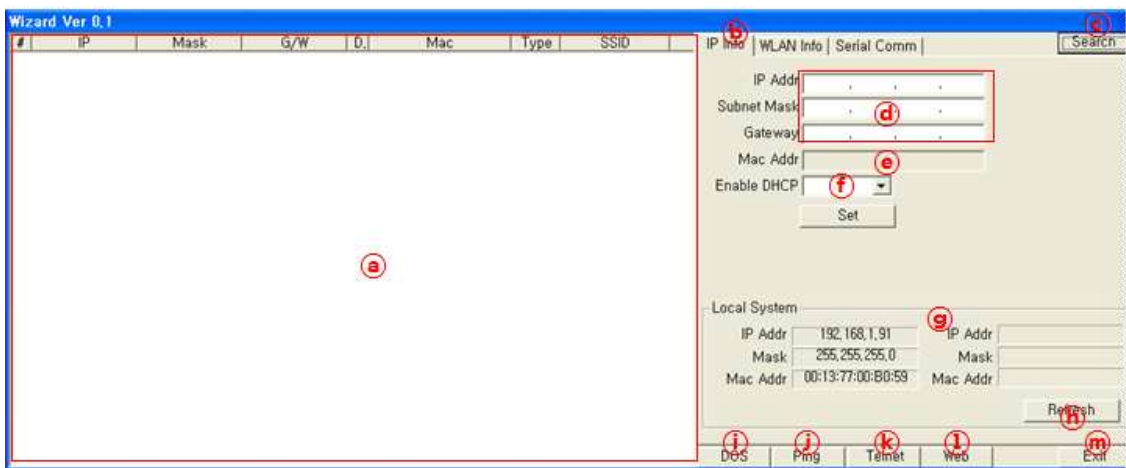 Wizard Ver 0,1
# IP Mask G/W D, Mac Type SSID
ⓑ ⓒ
IP Info WLAN Info Serial Comm Search
IP Addr , , ,
Subnet Mask , ⓓ , ,
Gateway , , ,
Mac Addr ⓔ
Enable DHCP ⓕ
Set
ⓐ
Local System
ⓖ
IP Addr 192,168,1,91 IP Addr
Mask 255,255,255,0 Mask
Mac Addr 00:13:77:00:B0:59 Mac Addr
Refresh
ⓗ
ⓘ ⓙ ⓚ ⓛ ⓜ
DOS Ping Telnet Web Exit